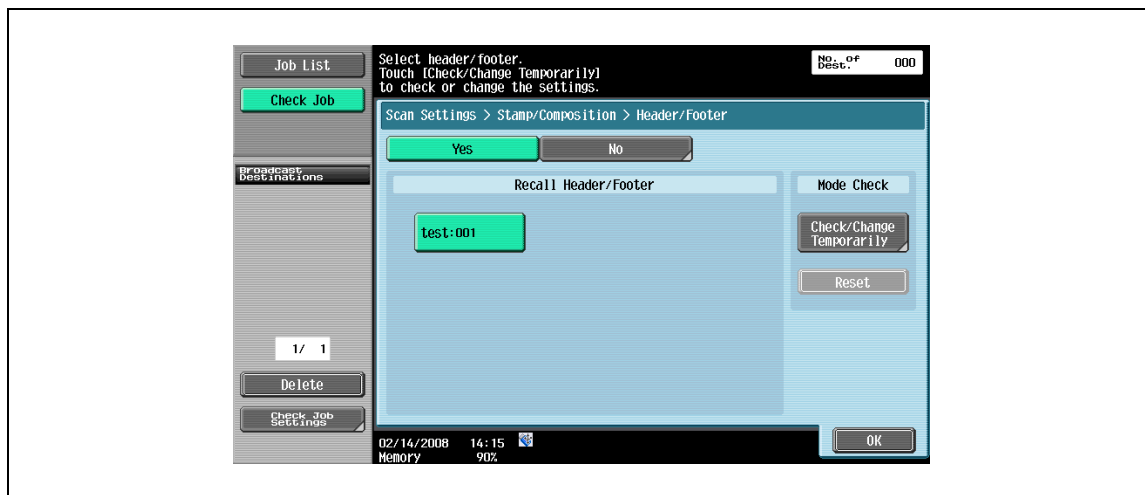 Job List
Check Job
Broadcast
Destinations
1/ 1
Delete
Check Job
Settings
Select header/footer.
Touch [Check/Change Temporarily]
to check or change the settings.
No. of
Dest.
000
Scan Settings > Stamp/Composition > Header/Footer
Yes
No
Recall Header/Footer
test:001
Mode Check
Check/Change
Temporarily
Reset
02/14/2008 14:15
Memory 90%
OK